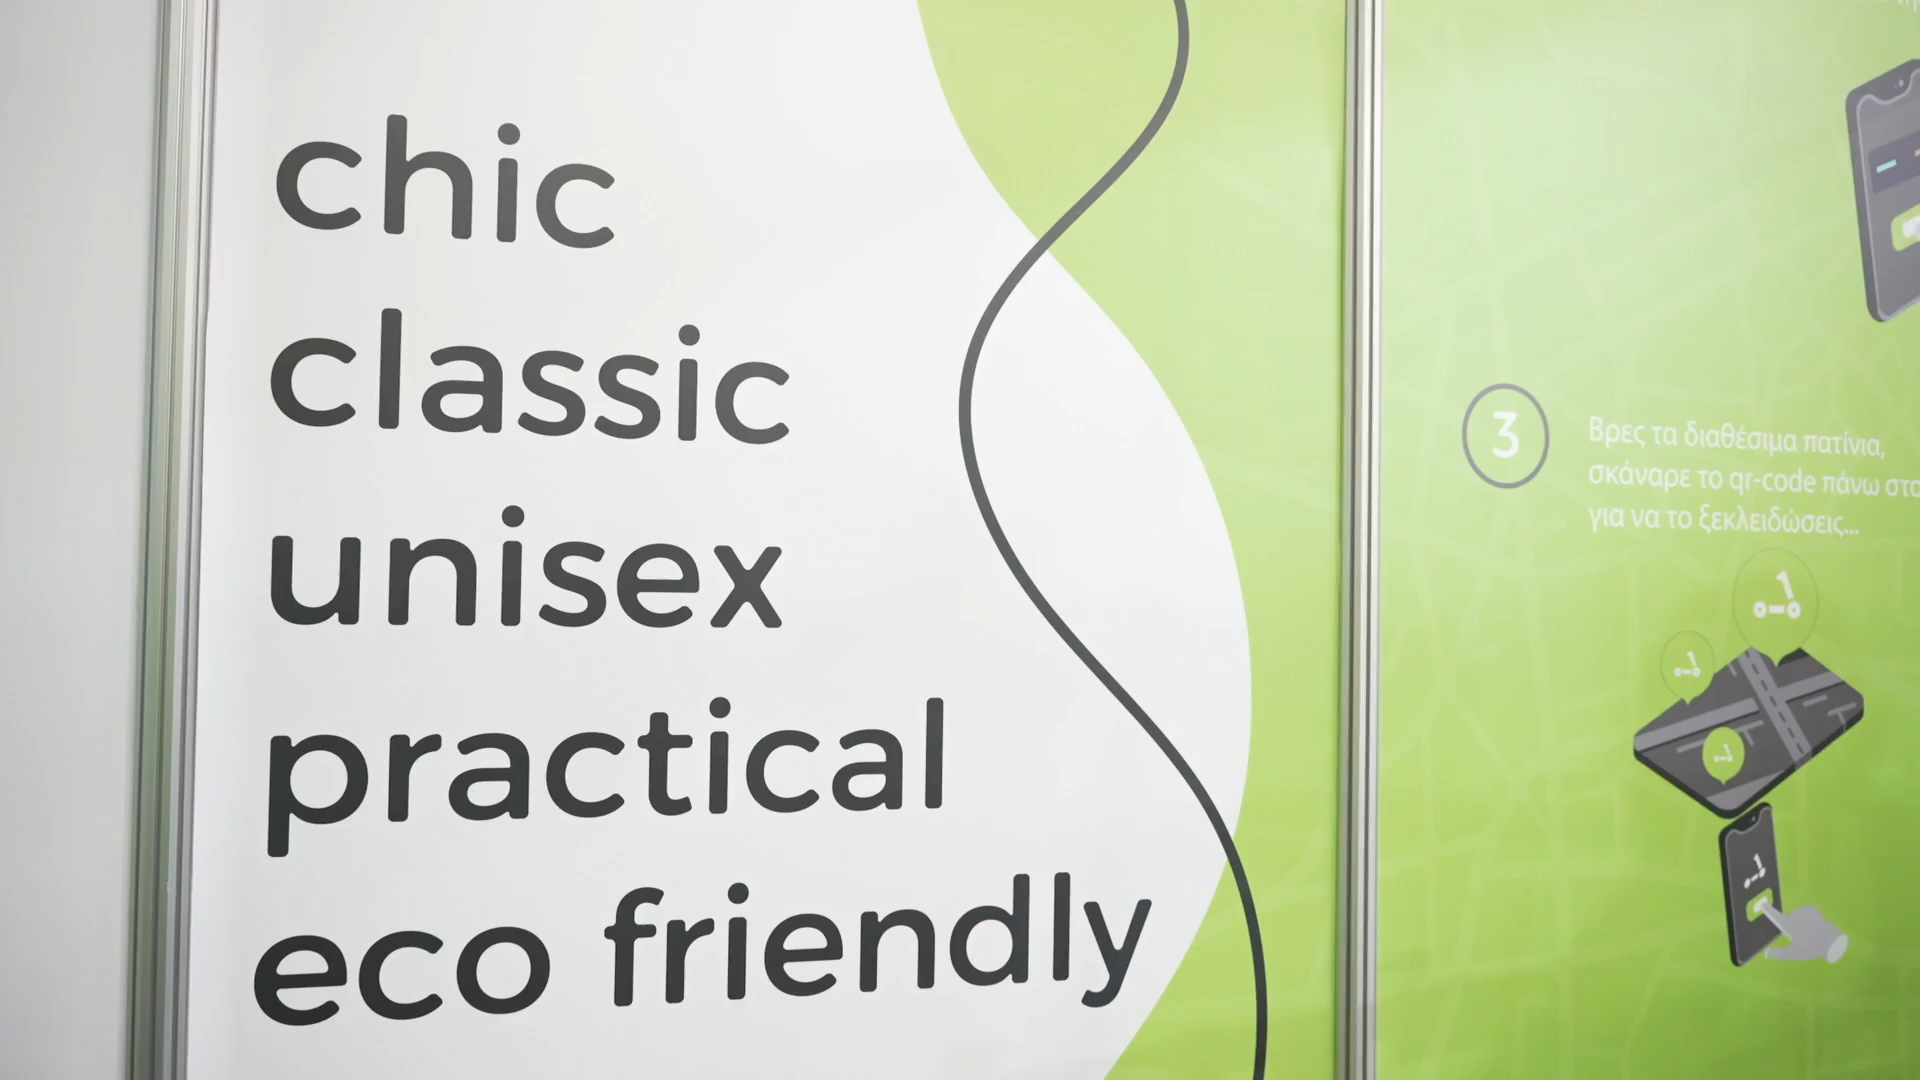 chic
classic
unisex
practical
eco friendly
3
Βρες τα διαθέσιμα πατίνια,
σκάναρε το qr-code πάνω στο
για να το ξεκλειδώσεις...